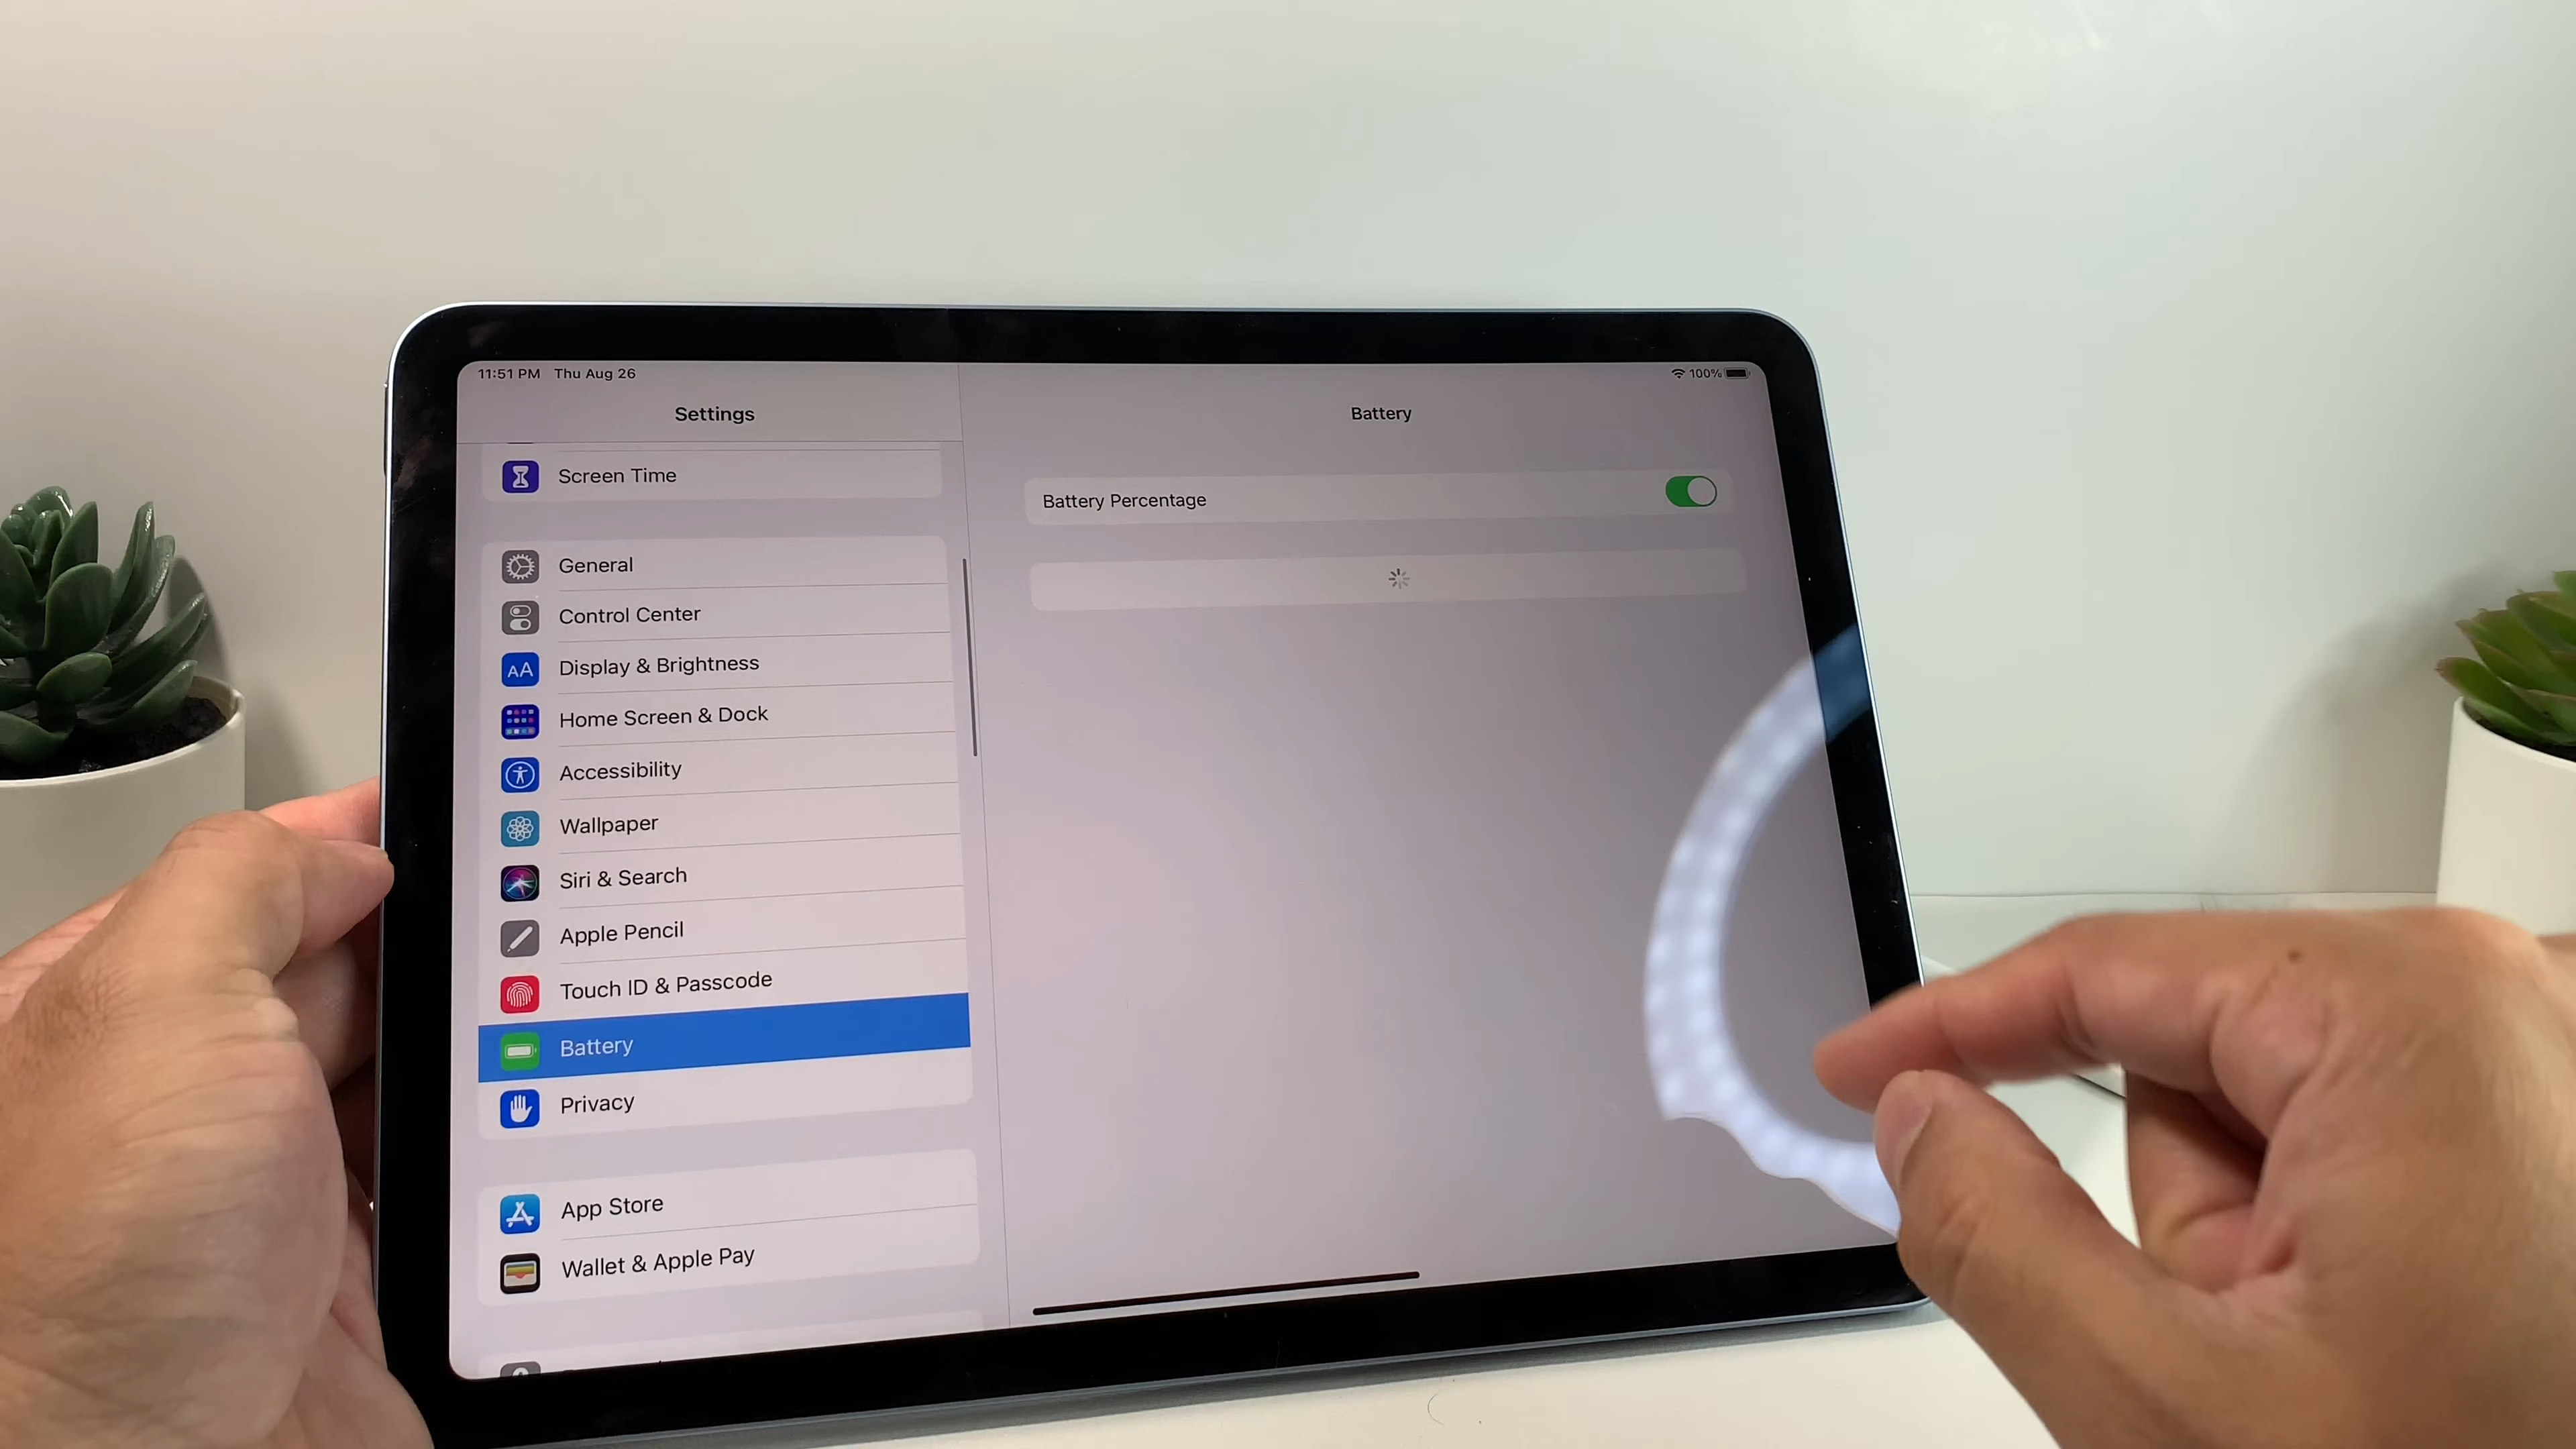 11:51 PM Thu Aug 26
100%
Settings
Battery
Screen Time
Battery Percentage
General
Control Center
AA Display & Brightness
Home Screen & Dock
Accessibility
Wallpaper
Siri & Search
Apple Pencil
Touch ID & Passcode
Battery
Privacy
App Store
Wallet & Apple Pay